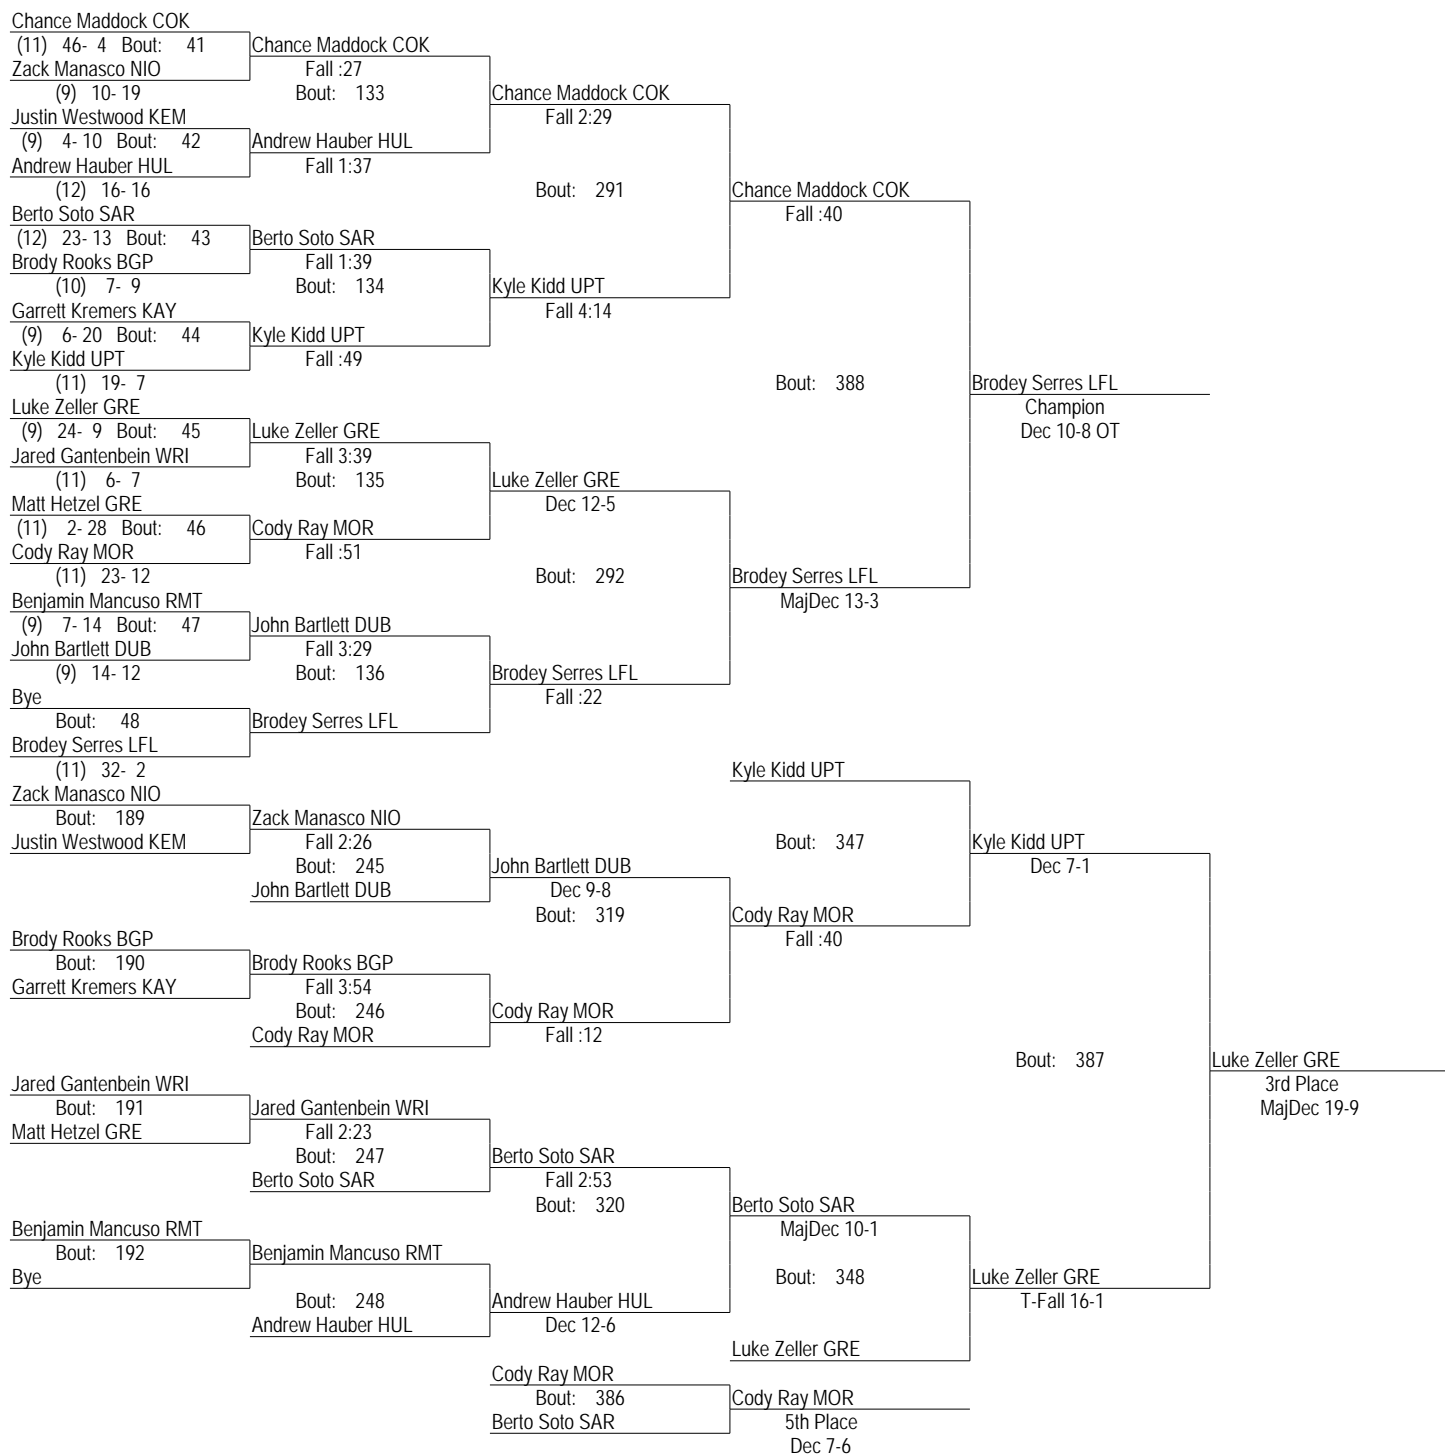 Chance Maddock COK
(11) 46- 4 Bout: 41
Chance Maddock COK
Zack Manasco NIO
Fall :27
(9) 10- 19
Bout: 133
Chance Maddock COK
Justin Westwood KEM
Fall 2:29
(9) 4- 10 Bout: 42
Andrew Hauber HUL
Andrew Hauber HUL
Fall 1:37
(12) 16- 16
Bout: 291
Chance Maddock COK
Berto Soto SAR
Fall :40
(12) 23- 13 Bout: 43
Berto Soto SAR
Brody Rooks BGP
Fall 1:39
(10) 7- 9
Bout: 134
Kyle Kidd UPT
Garrett Kremers KAY
Fall 4:14
(9) 6- 20 Bout: 44
Kyle Kidd UPT
Kyle Kidd UPT
Fall :49
(11) 19- 7
Bout: 388
Brodey Serres LFL
Luke Zeller GRE
Champion
(9) 24- 9 Bout: 45
Luke Zeller GRE
Dec 10-8 OT
Jared Gantenbein WRI
Fall 3:39
(11) 6- 7
Bout: 135
Luke Zeller GRE
Matt Hetzel GRE
Dec 12-5
(11) 2- 28 Bout: 46
Cody Ray MOR
Cody Ray MOR
Fall :51
(11) 23- 12
Bout: 292
Brodey Serres LFL
Benjamin Mancuso RMT
MajDec 13-3
(9) 7- 14 Bout: 47
John Bartlett DUB
John Bartlett DUB
Fall 3:29
(9) 14- 12
Bout: 136
Brodey Serres LFL
Bye
Fall :22
Bout: 48
Brodey Serres LFL
Brodey Serres LFL
(11) 32- 2
Kyle Kidd UPT
Zack Manasco NIO
Bout: 189
Zack Manasco NIO
Justin Westwood KEM
Fall 2:26
Bout: 347
Kyle Kidd UPT
Bout: 245
John Bartlett DUB
Dec 7-1
John Bartlett DUB
Dec 9-8
Bout: 319
Cody Ray MOR
Brody Rooks BGP
Fall :40
Bout: 190
Brody Rooks BGP
Garrett Kremers KAY
Fall 3:54
Bout: 246
Cody Ray MOR
Cody Ray MOR
Fall :12
Bout: 387
Luke Zeller GRE
Jared Gantenbein WRI
3rd Place
Bout: 191
Jared Gantenbein WRI
MajDec 19-9
Matt Hetzel GRE
Fall 2:23
Bout: 247
Berto Soto SAR
Berto Soto SAR
Fall 2:53
Bout: 320
Berto Soto SAR
Benjamin Mancuso RMT
MajDec 10-1
Bout: 192
Benjamin Mancuso RMT
Bye
Bout: 348
Luke Zeller GRE
Bout: 248
Andrew Hauber HUL
T-Fall 16-1
Andrew Hauber HUL
Dec 12-6
Luke Zeller GRE
Cody Ray MOR
Bout: 386
Cody Ray MOR
Berto Soto SAR
5th Place
Dec 7-6